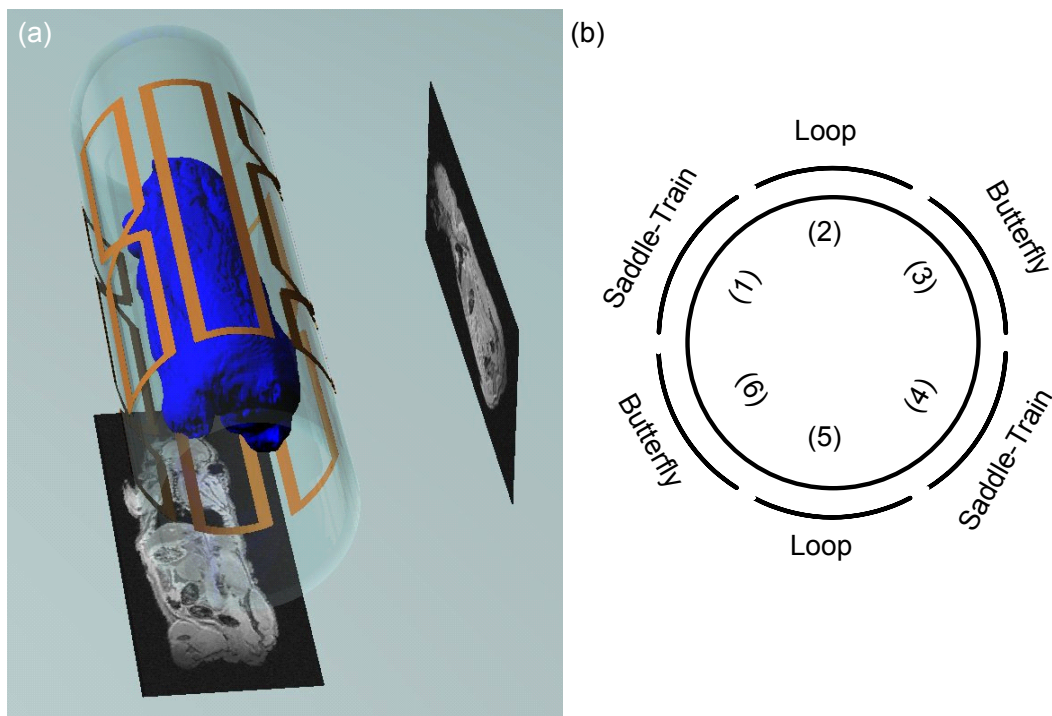 (a)
(b)
Loop
Saddle-Train
Butterfly
(2)
(1)
(3)
(6)
(4)
(5)
Butterfly
Saddle-Train
Loop